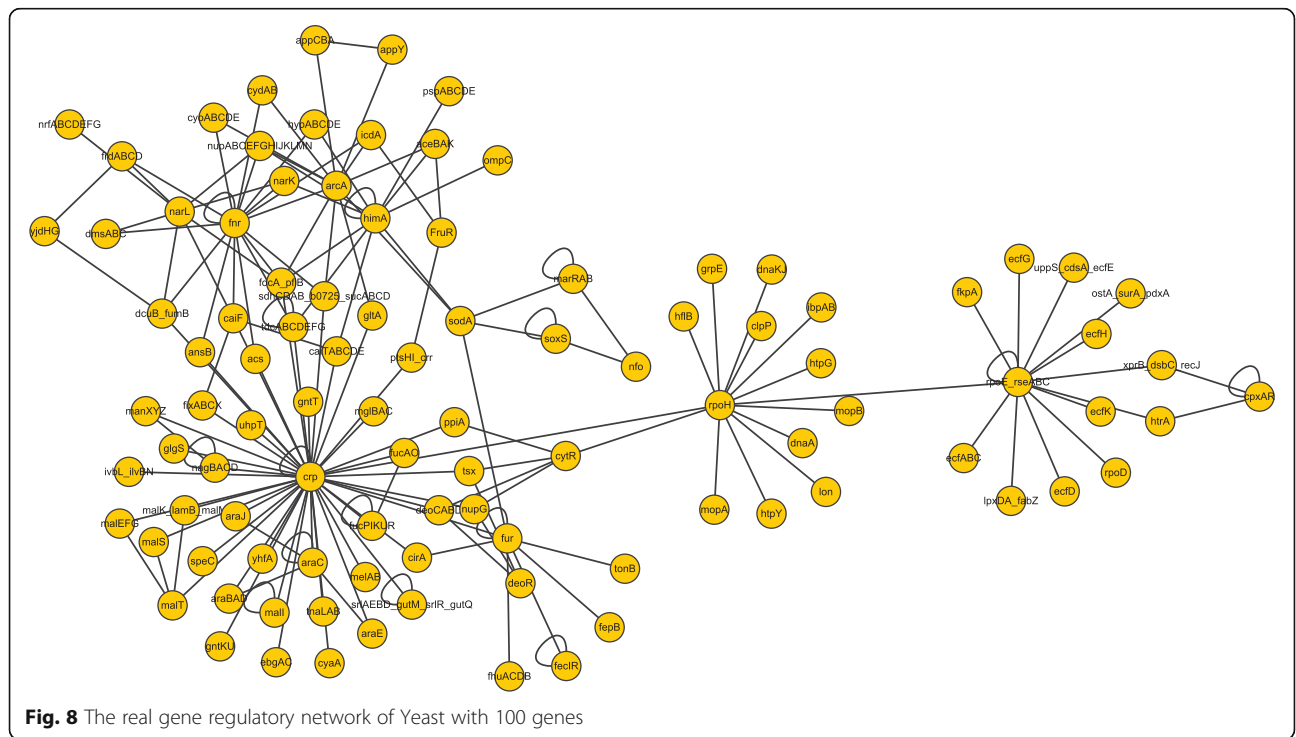 appCBA
appY
cydAB
pspABCDE
nrfABCDEFG
cyoABCDE
hybABCDE
icdA
nuoABCEFGHIJKLMN
aceBAK
frdABCD
ompC
narK
arcA
narL
fnr
himA
yjdHG
dmsABC
FruR
focA_pflB
marRAB
sdhCDAB_b0725_sucABCD
dcuB_fumB
caiF
tdcABCDEFG
gltA
sodA
soxS
ansB
acs
caiTABCDE
ptsHI_crr
nfo
manXYZ
fixABCX
gntT
mglBAC
uhpT
ppiA
glgS
fucAO
cytR
ivbL_ilvBN
nagBACD
crp
tsx
malEFG
malK_lamB_malM
araJ
fucPIKUR
deoCABD
nupG
malS
fur
speC
yhfA
araC
cirA
tonB
melAB
deoR
malT
araBAD
malI
tnaLAB
srlAEBD_gutM_srlR_gutQ
araE
fepB
gntKU
ebgAC
cyaA
fhuACDB
fecIR
grpE
dnaKJ
hflB
clpP
ibpAB
htpG
rpoH
mopB
dnaA
lon
mopA
htpY
ecfG
uppS_cdsA_ecfE
fkpA
ostA_surA_pdxA
ecfH
xprB_dsbC_recJ
rpoE_rseABC
cpxAR
ecfK
htrA
ecfABC
rpoD
lpxDA_fabZ
ecfD
Fig. 8 The real gene regulatory network of Yeast with 100 genes